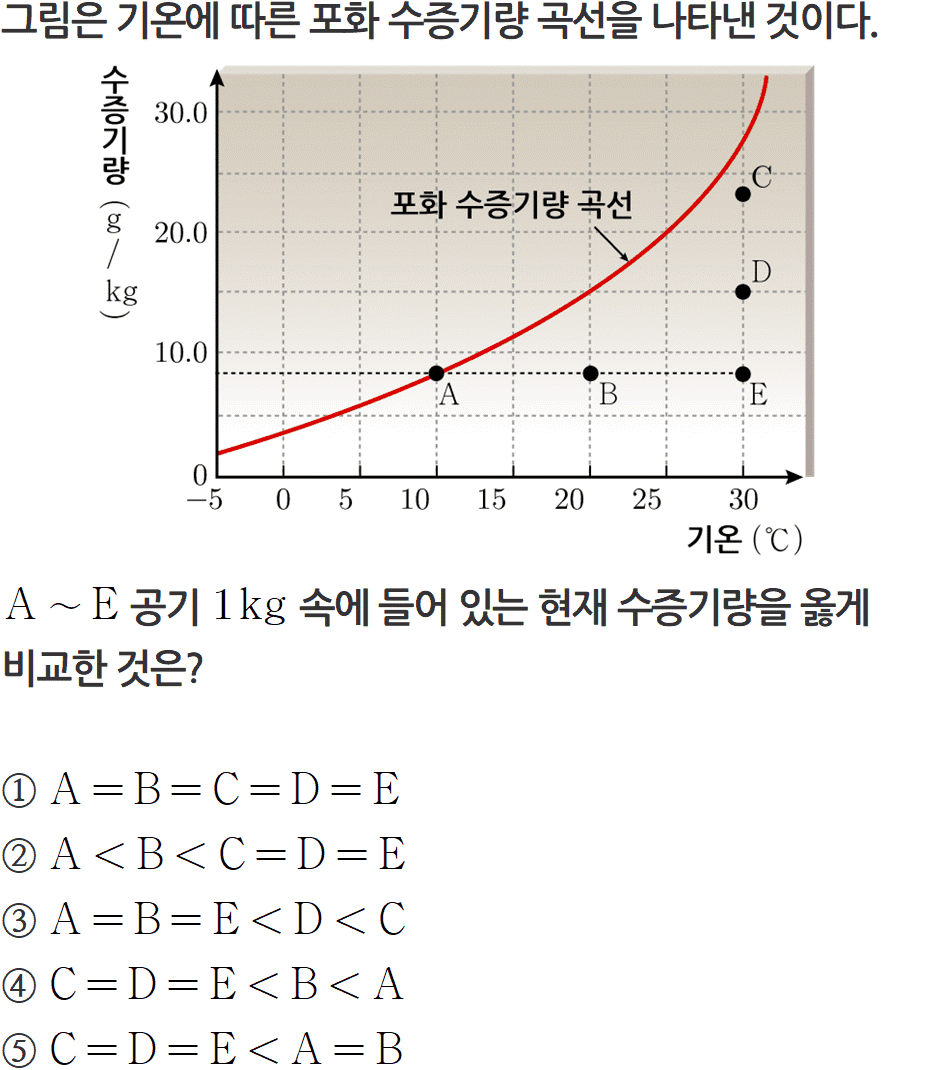 그림은 기온에 따른 포화 수증기량 곡선을 나타낸 것이다.
수증기량 (g/kg)
30.0
20.0
10.0
0
포화 수증기량 곡선
C
D
A
B
E
−5 0 5 10 15 20 25 30
기온 (℃)
A ~ E 공기 1kg 속에 들어 있는 현재 수증기량을 옳게
비교한 것은?
① A = B = C = D = E
② A < B < C = D = E
③ A = B = E < D < C
④ C = D = E < B < A
⑤ C = D = E < A = B